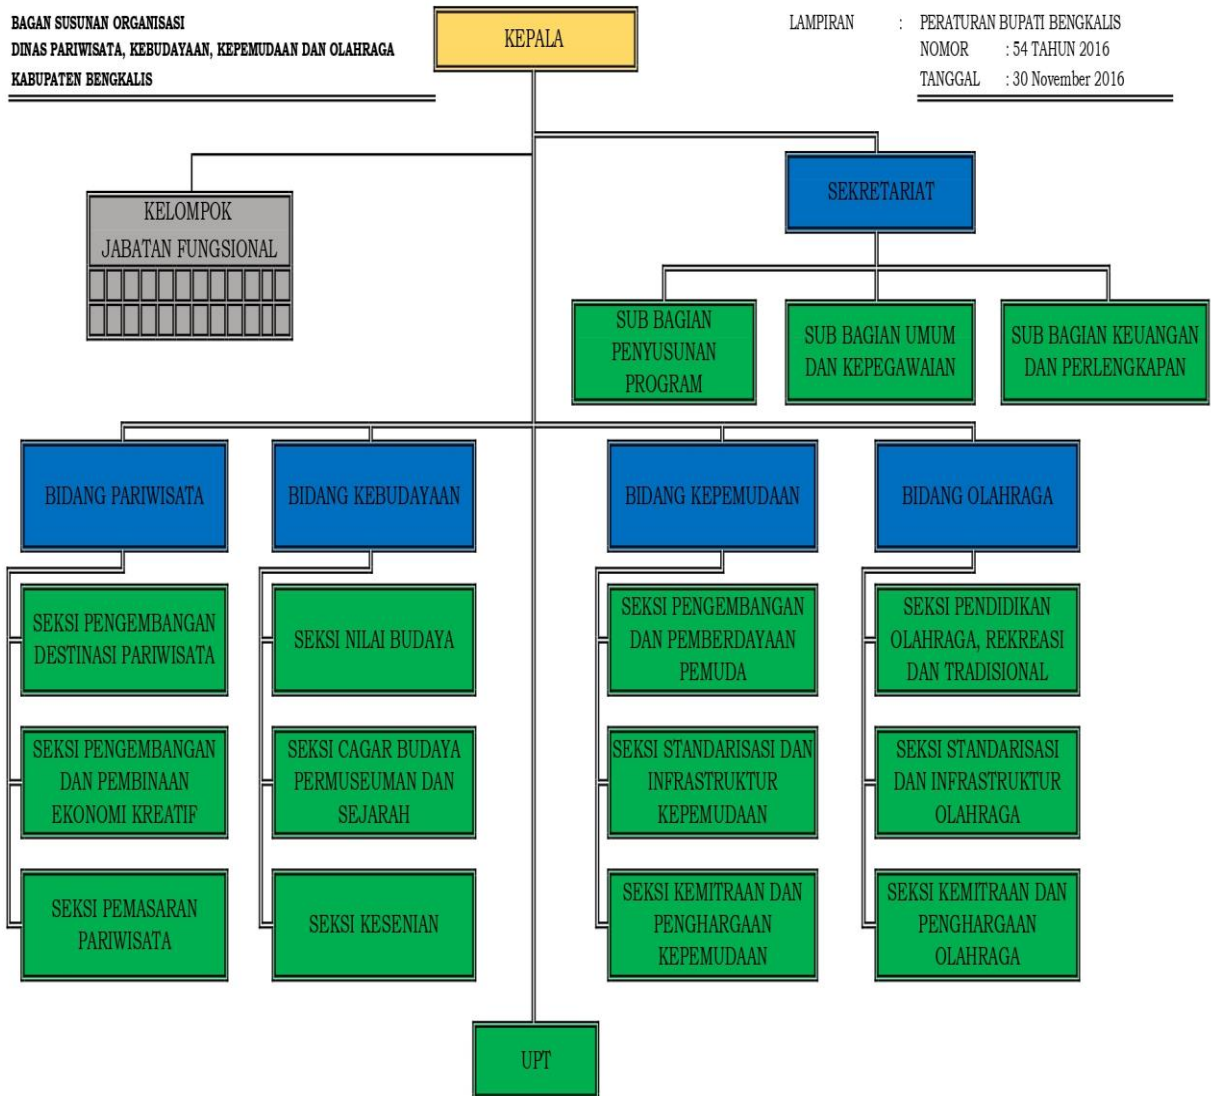 BAGAN SUSUNAN ORGANISASI
DINAS PARIWISATA, KEBUDAYAAN, KEPEMUDAAN DAN OLAHRAGA
KABUPATEN BENGKALIS
KEPALA
LAMPIRAN : PERATURAN BUPATI BENGKALIS
NOMOR : 54 TAHUN 2016
TANGGAL : 30 November 2016
SEKRETARIAT
KELOMPOK
JABATAN FUNGSIONAL
SUB BAGIAN
PENYUSUNAN
PROGRAM
SUB BAGIAN UMUM
DAN KEPEGAWAIAN
SUB BAGIAN KEUANGAN
DAN PERLENGKAPAN
BIDANG PARIWISATA
BIDANG KEBUDAYAAN
BIDANG KEPEMUDAAN
BIDANG OLAHRAGA
SEKSI PENGEMBANGAN
DESTINASI PARIWISATA
SEKSI NILAI BUDAYA
SEKSI PENGEMBANGAN
DAN PEMBERDAYAAN
PEMUDA
SEKSI PENDIDIKAN
OLAHRAGA, REKREASI
DAN TRADISIONAL
SEKSI PENGEMBANGAN
DAN PEMBINAAN
EKONOMI KREATIF
SEKSI CAGAR BUDAYA
PERMUSEUMAN DAN
SEJARAH
SEKSI STANDARISASI DAN
INFRASTRUKTUR
KEPEMUDAAN
SEKSI STANDARISASI
DAN INFRASTRUKTUR
OLAHRAGA
SEKSI PEMASARAN
PARIWISATA
SEKSI KESENIAN
SEKSI KEMITRAAN DAN
PENGHARGAAN
KEPEMUDAAN
SEKSI KEMITRAAN DAN
PENGHARGAAN
OLAHRAGA
UPT